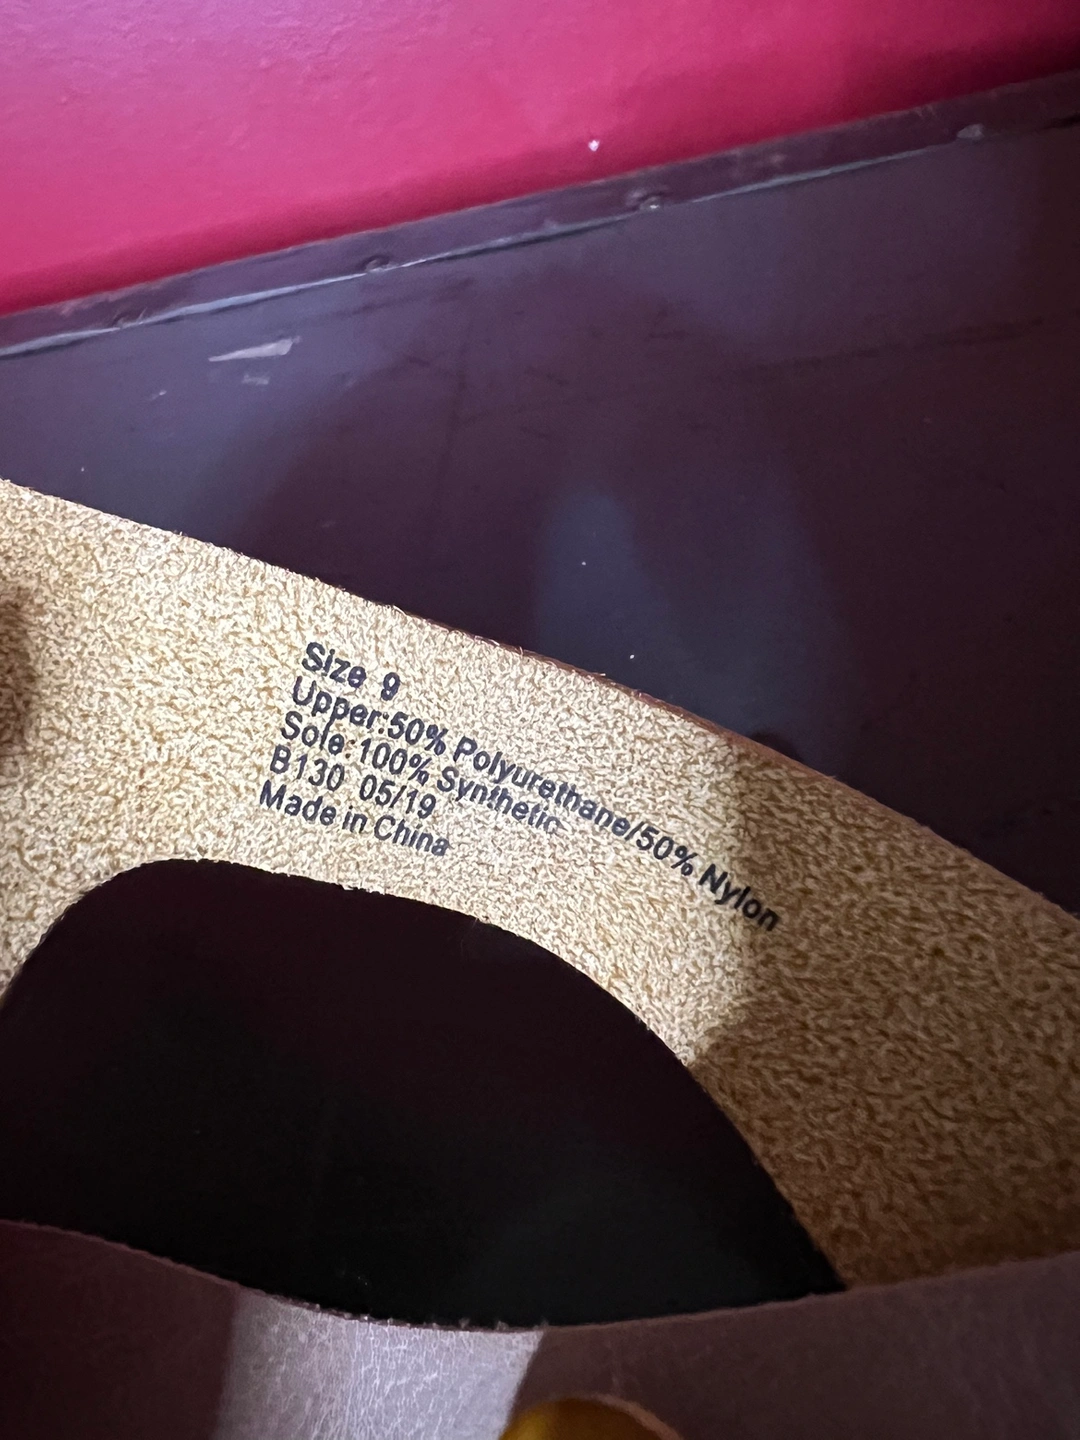 Size 9
Upper:50% Polyurethane/50% Nylon
Sole:100% Synthetic
B130 05/19
Made in China